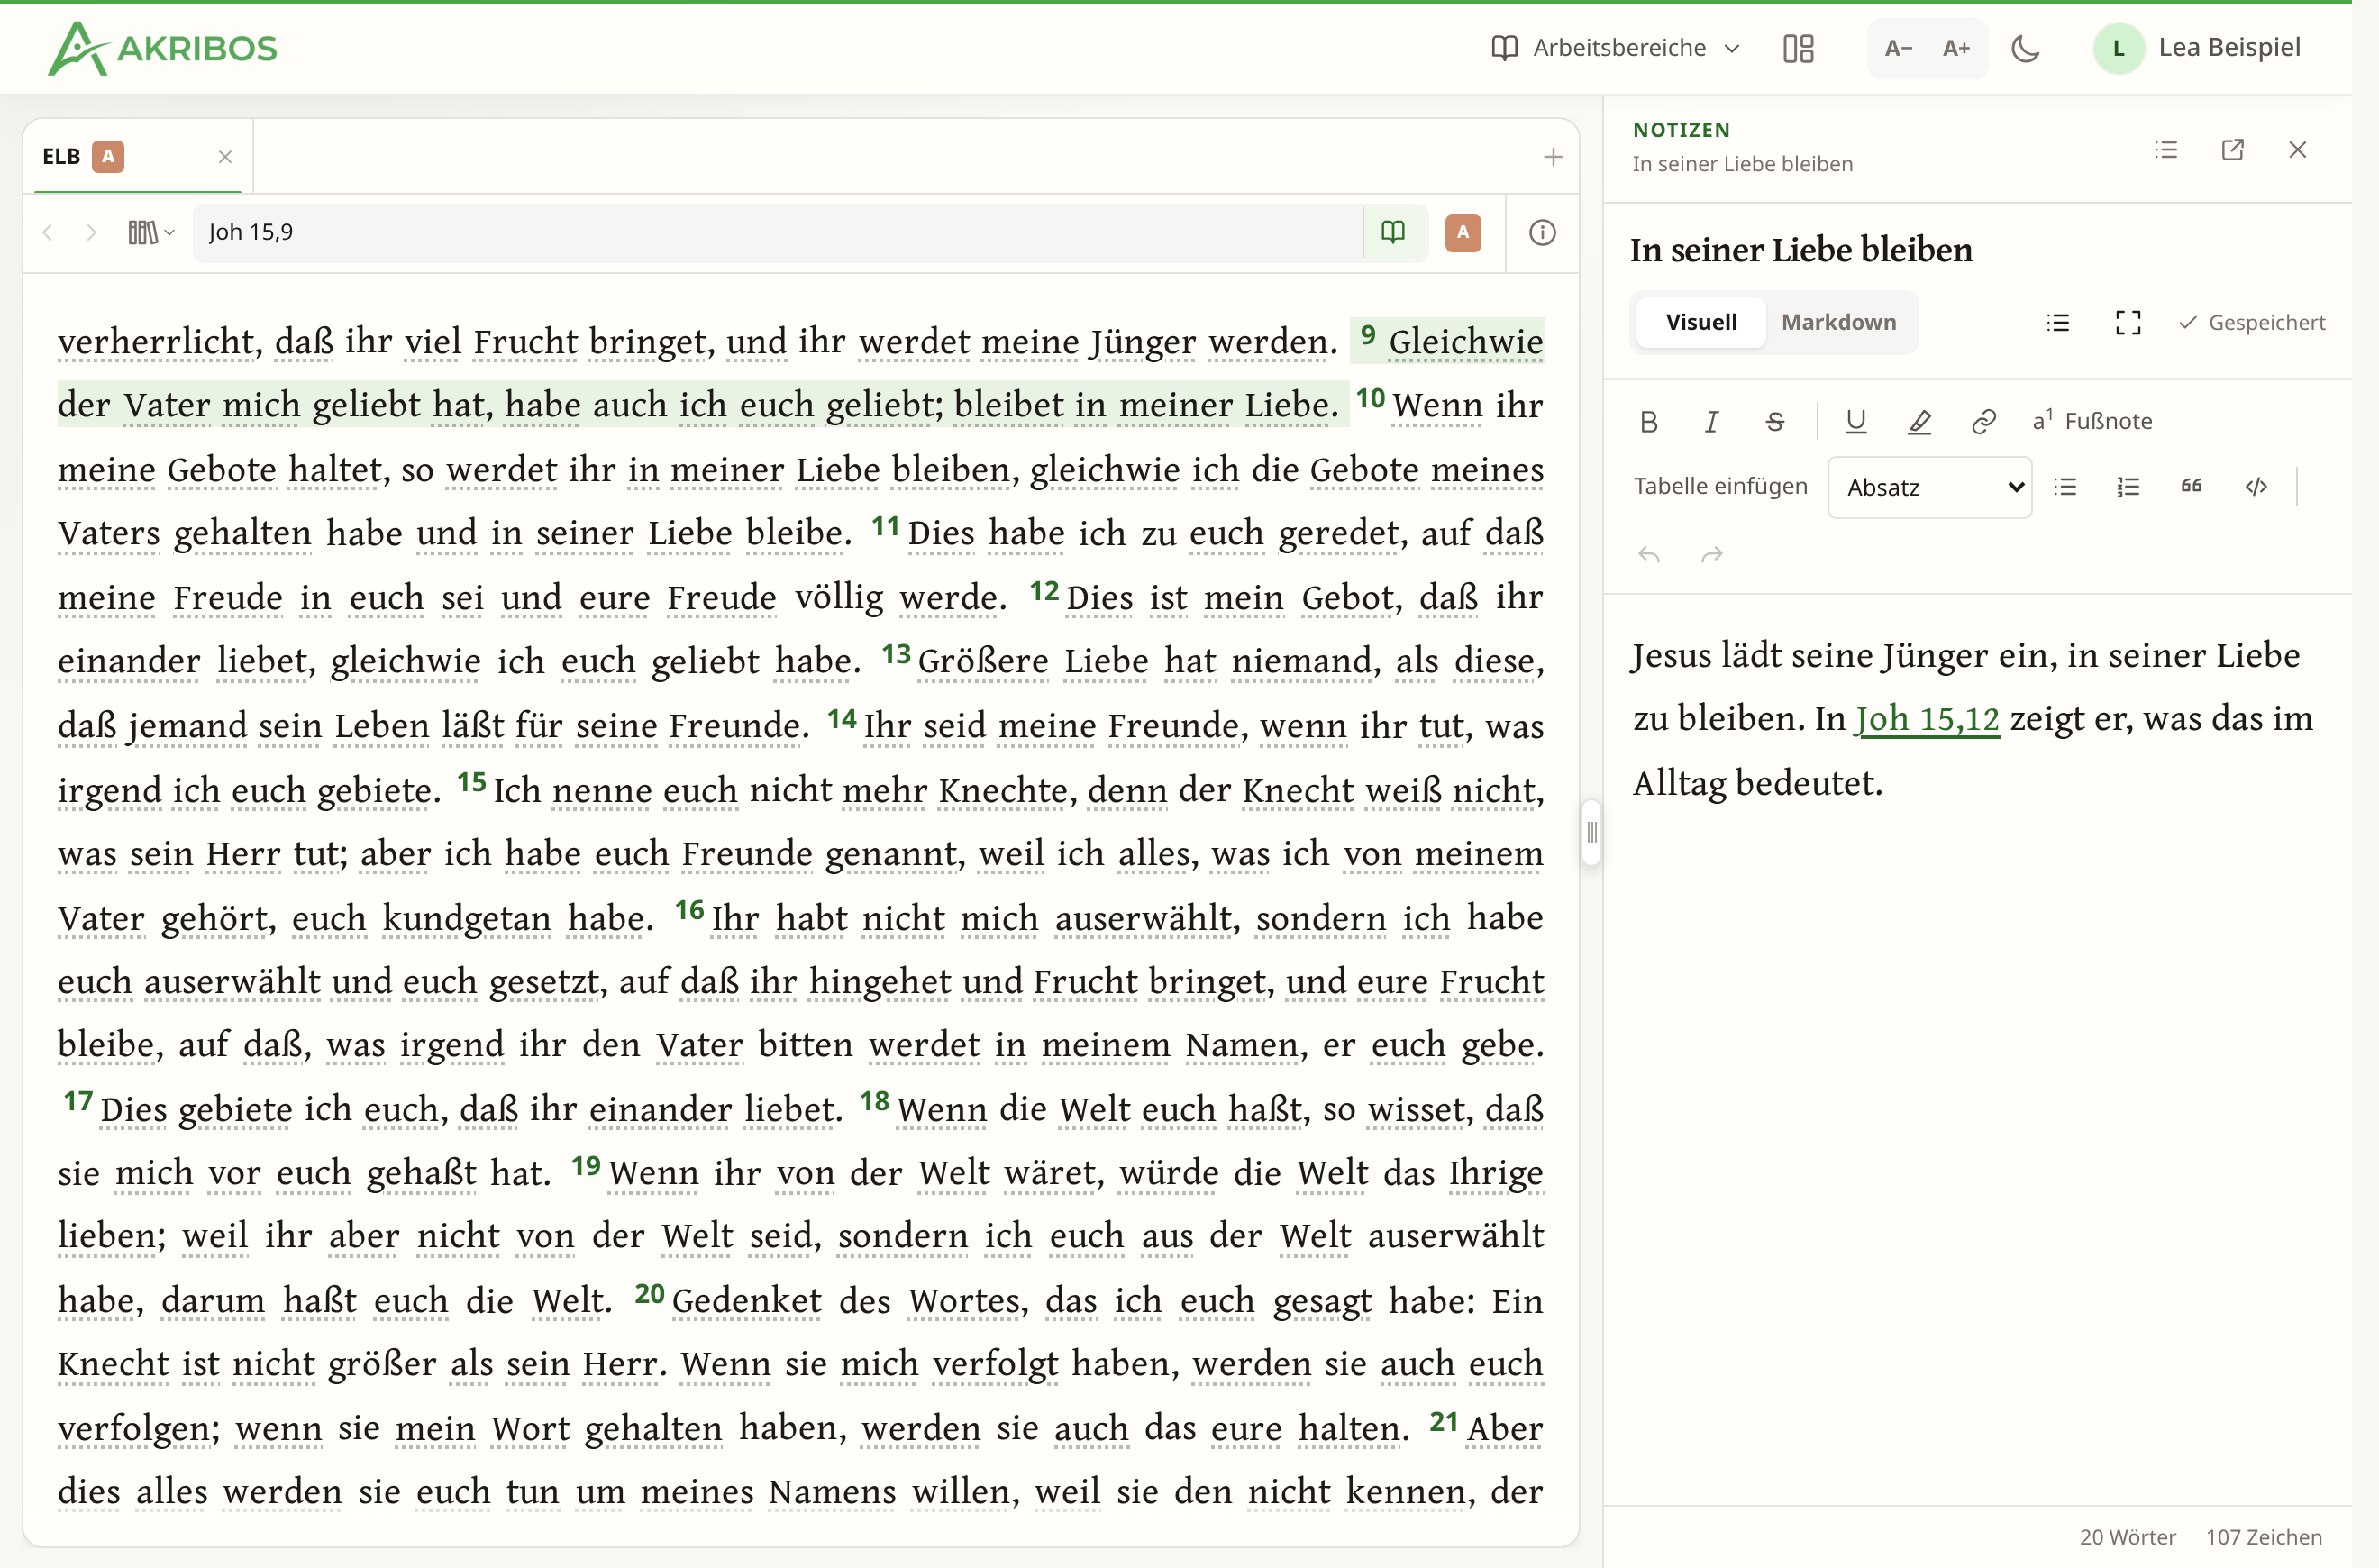 AKRIBOS
Arbeitsbereiche
A− A+
L Lea Beispiel
ELB A
Joh 15,9
A
verherrlicht, daß ihr viel Frucht bringet, und ihr werdet meine Jünger werden. 9 Gleichwie
der Vater mich geliebt hat, habe auch ich euch geliebt; bleibet in meiner Liebe. 10 Wenn ihr
meine Gebote haltet, so werdet ihr in meiner Liebe bleiben, gleichwie ich die Gebote meines
Vaters gehalten habe und in seiner Liebe bleibe. 11 Dies habe ich zu euch geredet, auf daß
meine Freude in euch sei und eure Freude völlig werde. 12 Dies ist mein Gebot, daß ihr
einander liebet, gleichwie ich euch geliebt habe. 13 Größere Liebe hat niemand, als diese,
daß jemand sein Leben läßt für seine Freunde. 14 Ihr seid meine Freunde, wenn ihr tut, was
irgend ich euch gebiete. 15 Ich nenne euch nicht mehr Knechte, denn der Knecht weiß nicht,
was sein Herr tut; aber ich habe euch Freunde genannt, weil ich alles, was ich von meinem
Vater gehört, euch kundgetan habe. 16 Ihr habt nicht mich auserwählt, sondern ich habe
euch auserwählt und euch gesetzt, auf daß ihr hingehet und Frucht bringet, und eure Frucht
bleibe, auf daß, was irgend ihr den Vater bitten werdet in meinem Namen, er euch gebe.
17 Dies gebiete ich euch, daß ihr einander liebet. 18 Wenn die Welt euch haßt, so wisset, daß
sie mich vor euch gehaßt hat. 19 Wenn ihr von der Welt wäret, würde die Welt das Ihrige
lieben; weil ihr aber nicht von der Welt seid, sondern ich euch aus der Welt auserwählt
habe, darum haßt euch die Welt. 20 Gedenket des Wortes, das ich euch gesagt habe: Ein
Knecht ist nicht größer als sein Herr. Wenn sie mich verfolgt haben, werden sie auch euch
verfolgen; wenn sie mein Wort gehalten haben, werden sie auch das eure halten. 21 Aber
dies alles werden sie euch tun um meines Namens willen, weil sie den nicht kennen, der
NOTIZEN
In seiner Liebe bleiben
In seiner Liebe bleiben
Visuell Markdown Gespeichert
B I S U a¹ Fußnote
Tabelle einfügen Absatz
Jesus lädt seine Jünger ein, in seiner Liebe
zu bleiben. In Joh 15,12 zeigt er, was das im
Alltag bedeutet.
20 Wörter 107 Zeichen